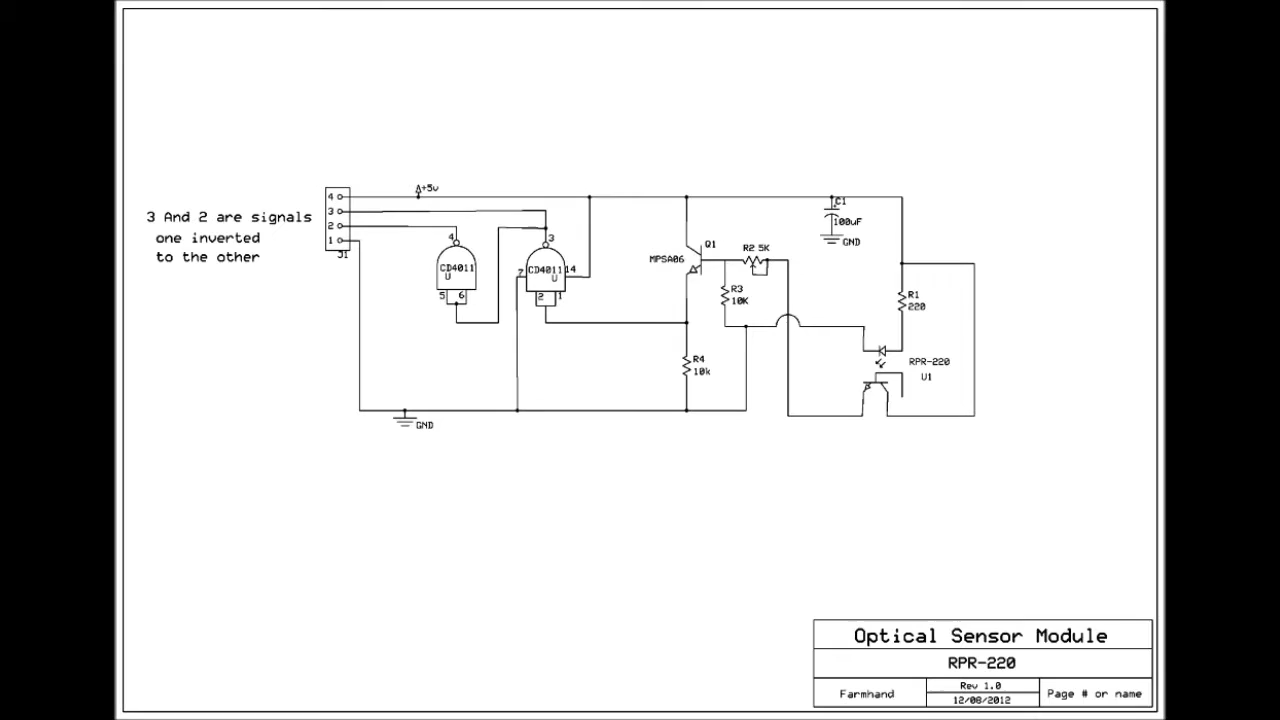 +5v
4
3
2
1
J1
3 And 2 are signals
one inverted
to the other
4
CD4011
U
5 6
3
7 CD4011 14
U
2 1
Q1
MPSA06
R2 5K
R3
10K
R4
10k
C1
100uF
GND
R1
220
RPR-220
U1
GND
Optical Sensor Module
RPR-220
Farmhand
Rev 1.0
12/08/2012
Page # or name